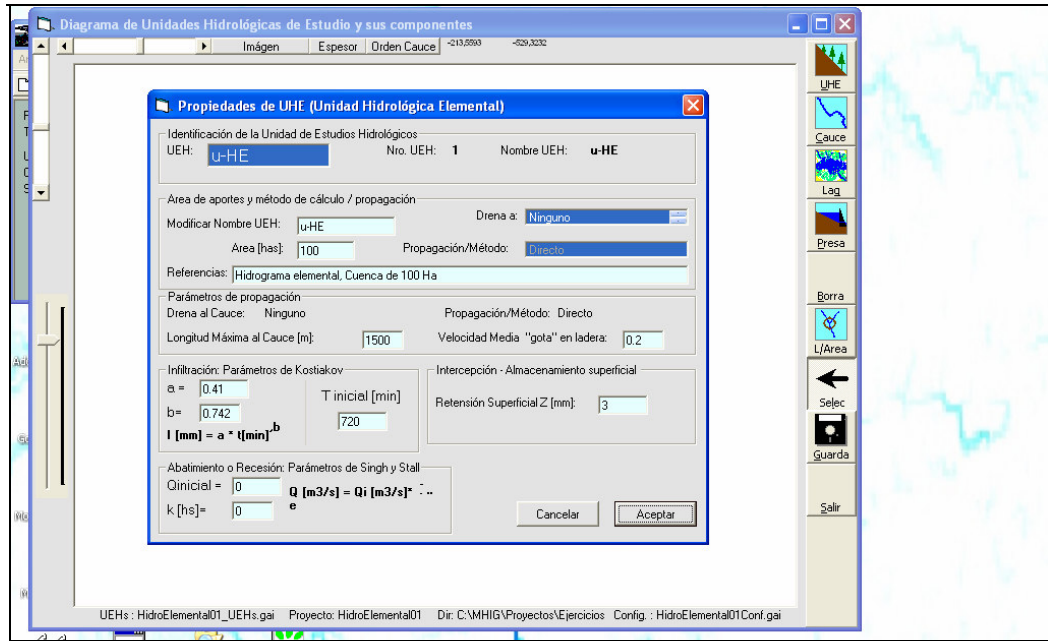 Diagrama de Unidades Hidrológicas de Estudio y sus componentes
Imágen Espesor Orden Cauce -213,5593 -529,3232
Propiedades de UHE (Unidad Hidrológica Elemental)
Identificación de la Unidad de Estudios Hidrológicos
UEH: u-HE Nro. UEH: 1 Nombre UEH: u-HE
Area de aportes y método de cálculo / propagación
Modificar Nombre UEH: u-HE Drena a: Ninguno
Area [has]: 100 Propagación/Método: Directo
Referencias: Hidrograma elemental, Cuenca de 100 Ha
Parámetros de propagación
Drena al Cauce: Ninguno Propagación/Método: Directo
Longitud Máxima al Cauce [m]: 1500 Velocidad Media "gota" en ladera: 0.2
Infiltración: Parámetros de Kostiakov
a = 0.41
b= 0.742
I [mm] = a * t[min]^b
T inicial [min]
720
Intercepción - Almacenamiento superficial
Retensión Superficial Z [mm]: 3
Abatimiento o Recesión: Parámetros de Singh y Stall
Qinicial = 0
k [hs]= 0
Q [m3/s] = Qi [m3/s]*
e
Cancelar Aceptar
UHE
Cauce
Lag
Presa
Borra
L/Area
Selec
Guarda
Salir
UEHs : HidroElemental01_UEHs.gai Proyecto: HidroElemental01 Dir: C:\MHIG\Proyectos\Ejercicios Config. : HidroElemental01Conf.gai